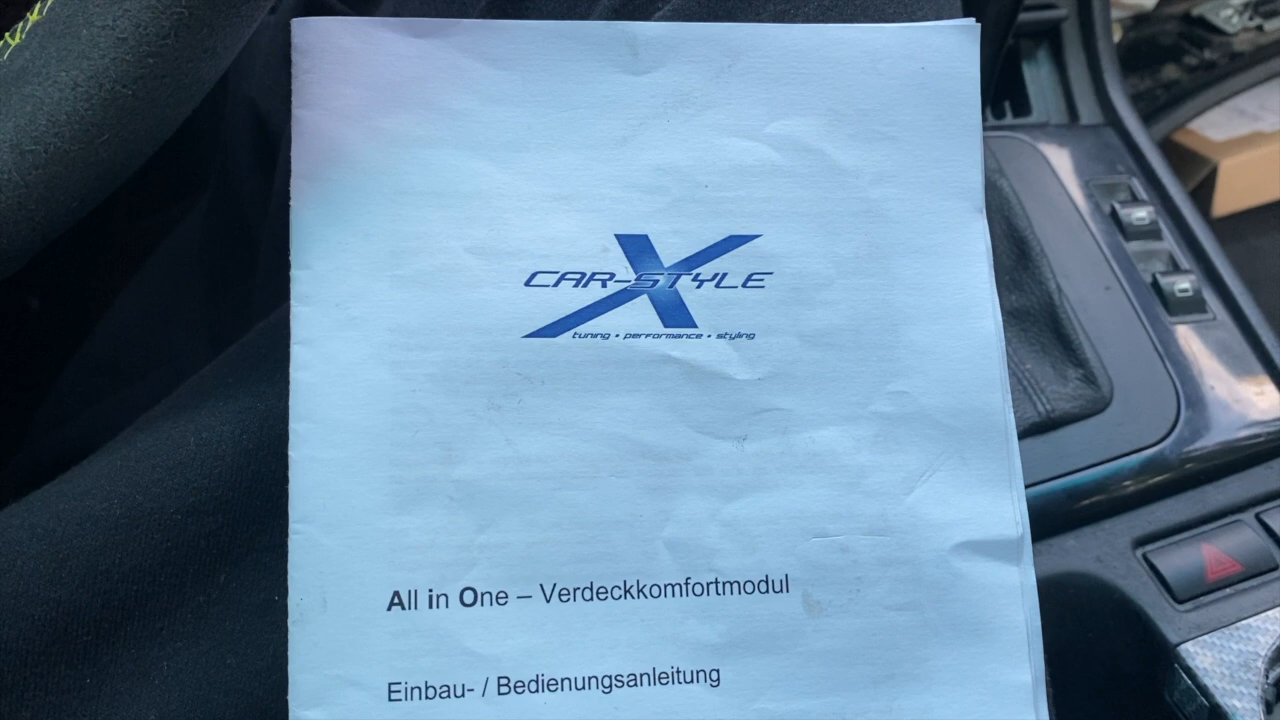 CAR-STYLE
tuning • performance • styling
All in One – Verdeckkomfortmodul
Einbau- / Bedienungsanleitung